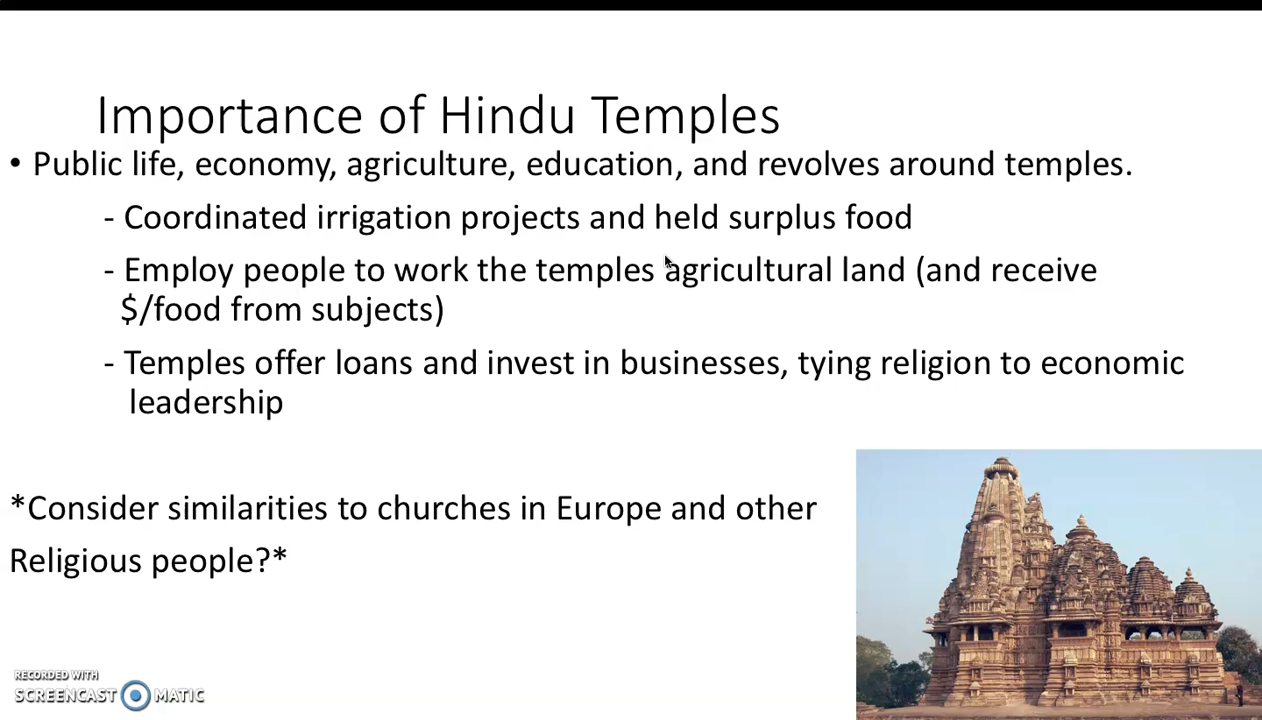 Importance of Hindu Temples
• Public life, economy, agriculture, education, and revolves around temples.
- Coordinated irrigation projects and held surplus food
- Employ people to work the temples agricultural land (and receive
$/food from subjects)
- Temples offer loans and invest in businesses, tying religion to economic
leadership
*Consider similarities to churches in Europe and other
Religious people?*
RECORDED WITH
SCREENCAST MATIC